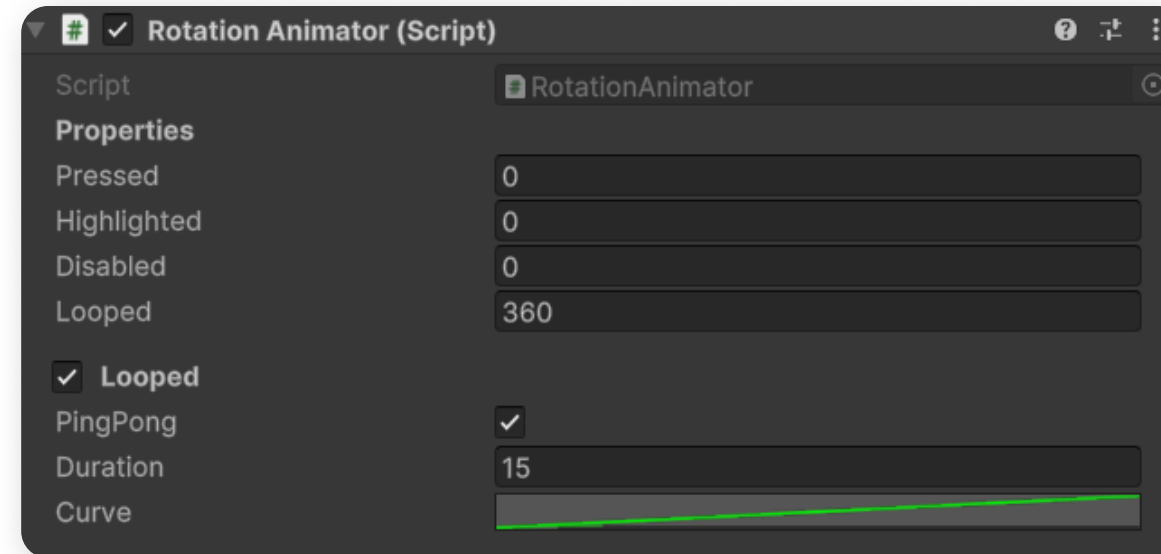 Rotation Animator (Script)
Script RotationAnimator
Properties
Pressed 0
Highlighted 0
Disabled 0
Looped 360
Looped
PingPong
Duration 15
Curve